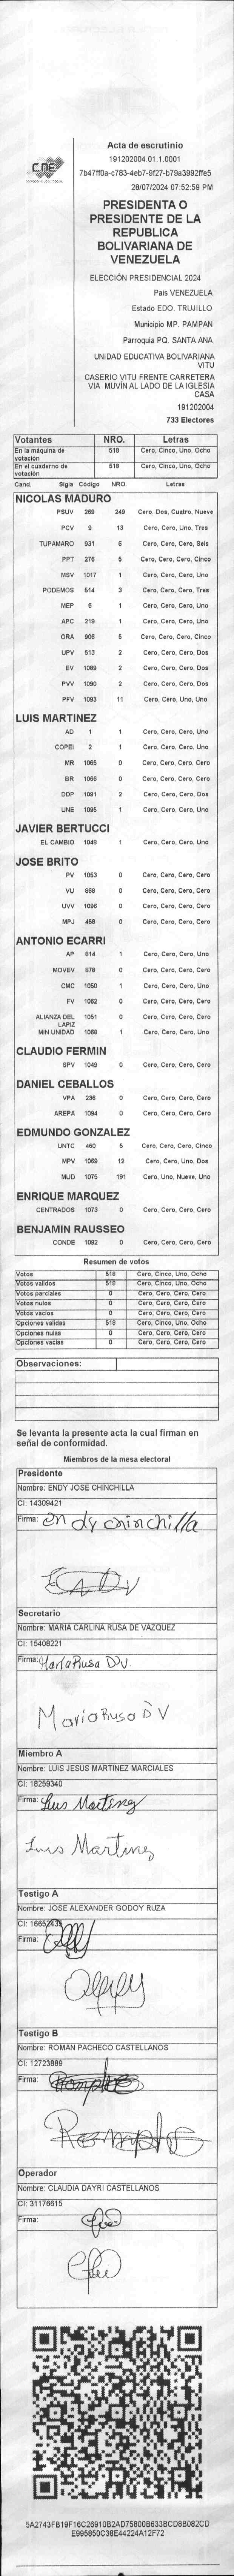 CNE
Acta de escrutinio
191202004.01.1.0001
7b47ff0a-c783-4eb7-9f27-b79a3992ffe5
28/07/2024 07:52:59 PM
PRESIDENTA O
PRESIDENTE DE LA
REPUBLICA
BOLIVARIANA DE
VENEZUELA
ELECCIÓN PRESIDENCIAL 2024
Pais VENEZUELA
Estado EDO. TRUJILLO
Municipio MP. PAMPAN
Parroquia PQ. SANTA ANA
UNIDAD EDUCATIVA BOLIVARIANA
VITU
CASERIO VITU FRENTE CARRETERA
VIA MUVÍN AL LADO DE LA IGLESIA
CASA
191202004
733 Electores
Votantes NRO. Letras
En la máquina de votación 518 Cero, Cinco, Uno, Ocho
En el cuaderno de votación 518 Cero, Cinco, Uno, Ocho
Cand. Sigla Código NRO. Letras
NICOLAS MADURO
PSUV 269 249 Cero, Dos, Cuatro, Nueve
PCV 9 13 Cero, Cero, Uno, Tres
TUPAMARO 931 6 Cero, Cero, Cero, Seis
PPT 276 5 Cero, Cero, Cero, Cinco
MSV 1017 1 Cero, Cero, Cero, Uno
PODEMOS 514 3 Cero, Cero, Cero, Tres
MEP 6 1 Cero, Cero, Cero, Uno
APC 219 1 Cero, Cero, Cero, Uno
ORA 906 5 Cero, Cero, Cero, Cinco
UPV 513 2 Cero, Cero, Cero, Dos
EV 1089 2 Cero, Cero, Cero, Dos
PVV 1090 2 Cero, Cero, Cero, Dos
PFV 1093 11 Cero, Cero, Uno, Uno
LUIS MARTINEZ
AD 1 1 Cero, Cero, Cero, Uno
COPEI 2 1 Cero, Cero, Cero, Uno
MR 1065 0 Cero, Cero, Cero, Cero
BR 1066 0 Cero, Cero, Cero, Cero
DDP 1091 2 Cero, Cero, Cero, Dos
UNE 1095 1 Cero, Cero, Cero, Uno
JAVIER BERTUCCI
EL CAMBIO 1048 1 Cero, Cero, Cero, Uno
JOSE BRITO
PV 1053 0 Cero, Cero, Cero, Cero
VU 868 0 Cero, Cero, Cero, Cero
UVV 1096 0 Cero, Cero, Cero, Cero
MPJ 458 0 Cero, Cero, Cero, Cero
ANTONIO ECARRI
AP 814 1 Cero, Cero, Cero, Uno
MOVEV 978 0 Cero, Cero, Cero, Cero
CMC 1050 1 Cero, Cero, Cero, Uno
FV 1062 0 Cero, Cero, Cero, Cero
ALIANZA DEL LAPIZ 1051 0 Cero, Cero, Cero, Cero
MIN UNIDAD 1068 1 Cero, Cero, Cero, Uno
CLAUDIO FERMIN
SPV 1049 0 Cero, Cero, Cero, Cero
DANIEL CEBALLOS
VPA 236 0 Cero, Cero, Cero, Cero
AREPA 1094 0 Cero, Cero, Cero, Cero
EDMUNDO GONZALEZ
UNTC 460 5 Cero, Cero, Cero, Cinco
MPV 1069 12 Cero, Cero, Uno, Dos
MUD 1075 191 Cero, Uno, Nueve, Uno
ENRIQUE MARQUEZ
CENTRADOS 1073 0 Cero, Cero, Cero, Cero
BENJAMIN RAUSSEO
CONDE 1092 0 Cero, Cero, Cero, Cero
Resumen de votos
Votos 518 Cero, Cinco, Uno, Ocho
Votos validos 518 Cero, Cinco, Uno, Ocho
Votos parciales 0 Cero, Cero, Cero, Cero
Votos nulos 0 Cero, Cero, Cero, Cero
Votos vacios 0 Cero, Cero, Cero, Cero
Opciones validas 518 Cero, Cinco, Uno, Ocho
Opciones nulas 0 Cero, Cero, Cero, Cero
Opciones vacias 0 Cero, Cero, Cero, Cero
Observaciones:
Se levanta la presente acta la cual firman en
señal de conformidad.
Miembros de la mesa electoral
Presidente
Nombre: ENDY JOSE CHINCHILLA
CI: 14309421
Firma: endy chinchilla
Secretario
Nombre: MARIA CARLINA RUSA DE VAZQUEZ
CI: 15408221
Firma: Maria Rusa D V.
Maria Rusa D V
Miembro A
Nombre: LUIS JESUS MARTINEZ MARCIALES
CI: 18259340
Firma: Luis Martinez
Luis Martinez
Testigo A
Nombre: JOSE ALEXANDER GODOY RUZA
CI: 16652435
Firma:
Testigo B
Nombre: ROMAN PACHECO CASTELLANOS
CI: 12723889
Firma:
Operador
Nombre: CLAUDIA DAYRI CASTELLANOS
CI: 31176615
Firma:
5A2743FB19F16C26910B2AD75800B633BCD8B082CD
E995850C38E44224A12F72